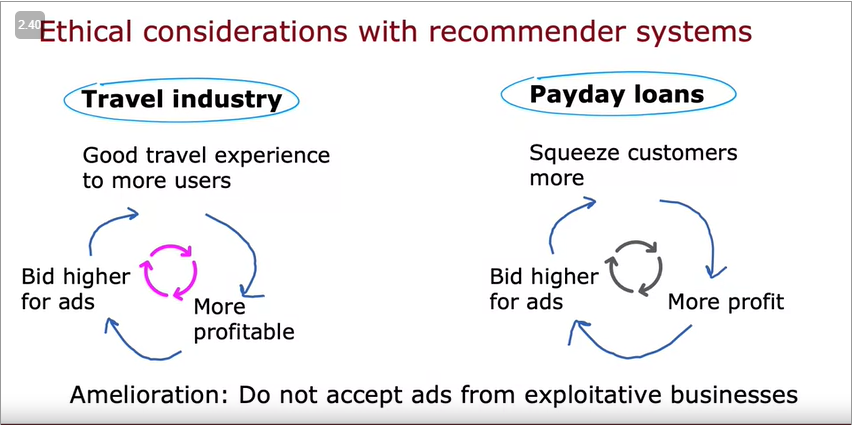 2.40
Ethical considerations with recommender systems
Travel industry
Good travel experience
to more users
Bid higher
for ads
More
profitable
Payday loans
Squeeze customers
more
Bid higher
for ads
More profit
Amelioration: Do not accept ads from exploitative businesses